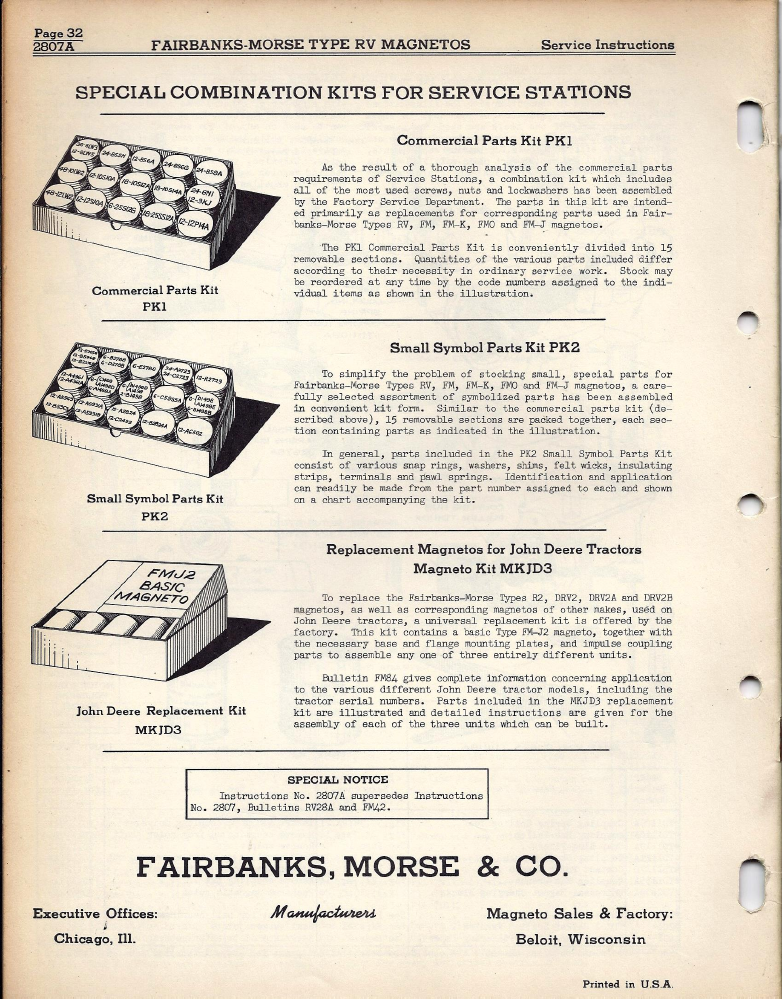 Page 32
2807A
FAIRBANKS-MORSE TYPE RV MAGNETOS
Service Instructions
SPECIAL COMBINATION KITS FOR SERVICE STATIONS
Commercial Parts Kit PK1
As the result of a thorough analysis of the commercial parts
requirements of Service Stations, a combination kit which includes
all of the most used screws, nuts and lockwashers has been assembled
by the Factory Service Department. The parts in this kit are intend-
ed primarily as replacements for corresponding parts used in Fair-
banks-Morse Types RV, FM, FM-K, FMO and FM-J magnetos.
The PK1 Commercial Parts Kit is conveniently divided into 15
removable sections. Quantities of the various parts included differ
according to their necessity in ordinary service work. Stock may
be reordered at any time by the code numbers assigned to the indi-
vidual items as shown in the illustration.
Commercial Parts Kit
PK1
Small Symbol Parts Kit PK2
To simplify the problem of stocking small, special parts for
Fairbanks-Morse Types RV, FM, FM-K, FMO and FM-J magnetos, a care-
fully selected assortment of symbolized parts has been assembled
in convenient kit form. Similar to the commercial parts kit (de-
scribed above), 15 removable sections are packed together, each sec-
tion containing parts as indicated in the illustration.
In general, parts included in the PK2 Small Symbol Parts Kit
consist of various snap rings, washers, shims, felt wicks, insulating
strips, terminals and pawl springs. Identification and application
can readily be made from the part number assigned to each and shown
on a chart accompanying the kit.
Small Symbol Parts Kit
PK2
Replacement Magnetos for John Deere Tractors
Magneto Kit MKJD3
FMJ2
BASIC
MAGNETO
To replace the Fairbanks-Morse Types R2, DRV2, DRV2A and DRV2B
magnetos, as well as corresponding magnetos of other makes, used on
John Deere tractors, a universal replacement kit is offered by the
factory. This kit contains a basic Type FM-J2 magneto, together with
the necessary base and flange mounting plates, and impulse coupling
parts to assemble any one of three entirely different units.
Bulletin FM84 gives complete information concerning application
to the various different John Deere tractor models, including the
tractor serial numbers. Parts included in the MKJD3 replacement
kit are illustrated and detailed instructions are given for the
assembly of each of the three units which can be built.
John Deere Replacement Kit
MKJD3
SPECIAL NOTICE
Instructions No. 2807A supersedes Instructions
No. 2807, Bulletins RV28A and FM42.
FAIRBANKS, MORSE & CO.
Executive Offices:
Manufacturers
Magneto Sales & Factory:
Chicago, Ill.
Beloit, Wisconsin
Printed in U.S.A.